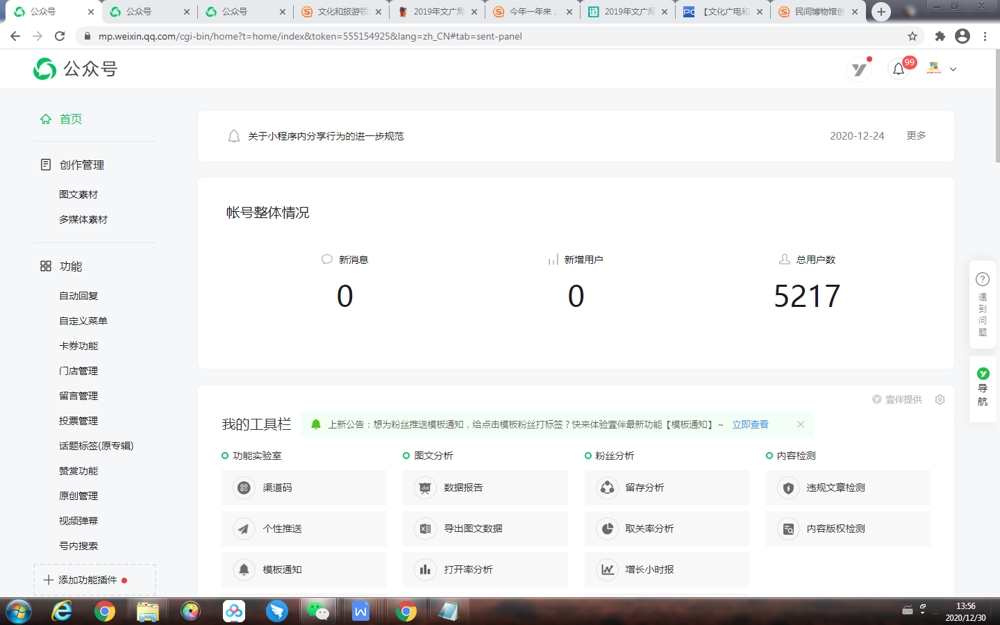 公众号
公众号
公众号
文化和旅游领
2019年文广局
今年一年来，
2019年文广局
【文化广电和
民间博物馆创
mp.weixin.qq.com/cgi-bin/home?t=home/index&token=555154925&lang=zh_CN#tab=sent-panel
公众号
99
首页
创作管理
图文素材
多媒体素材
功能
自动回复
自定义菜单
卡券功能
门店管理
留言管理
投票管理
话题标签(原专辑)
赞赏功能
原创管理
视频弹幕
号内搜索
添加功能插件
关于小程序内分享行为的进一步规范
2020-12-24
更多
帐号整体情况
新消息
0
新增用户
0
总用户数
5217
壹伴提供
我的工具栏
上新公告：想为粉丝推送模板通知，给点击模板粉丝打标签？快来体验壹伴最新功能【模板通知】~ 立即查看
功能实验室
渠道码
个性推送
模板通知
图文分析
数据报告
导出图文数据
打开率分析
粉丝分析
留存分析
取关率分析
增长小时报
内容检测
违规文章检测
内容版权检测
遇到问题
导航
13:56
2020/12/30